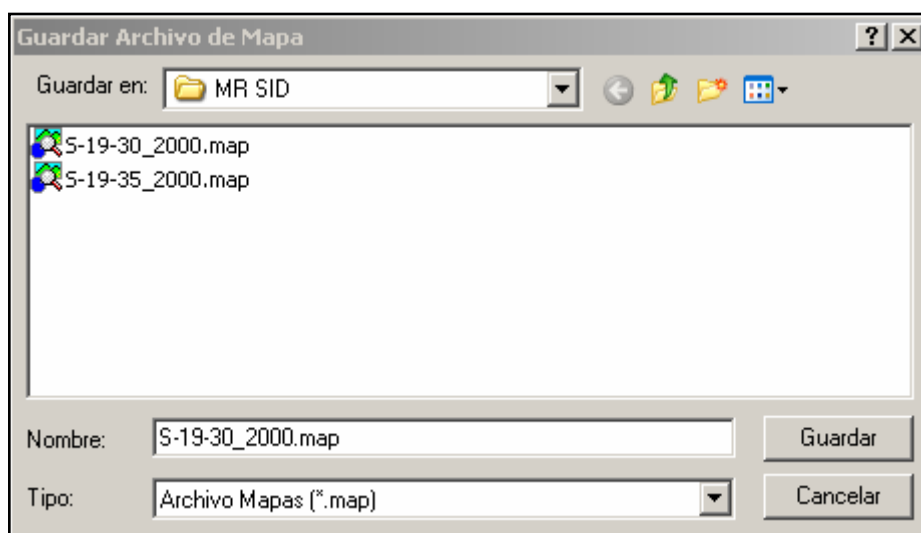 Guardar Archivo de Mapa
Guardar en: MR SID
S-19-30_2000.map
S-19-35_2000.map
Nombre: S-19-30_2000.map Guardar
Tipo: Archivo Mapas (*.map) Cancelar